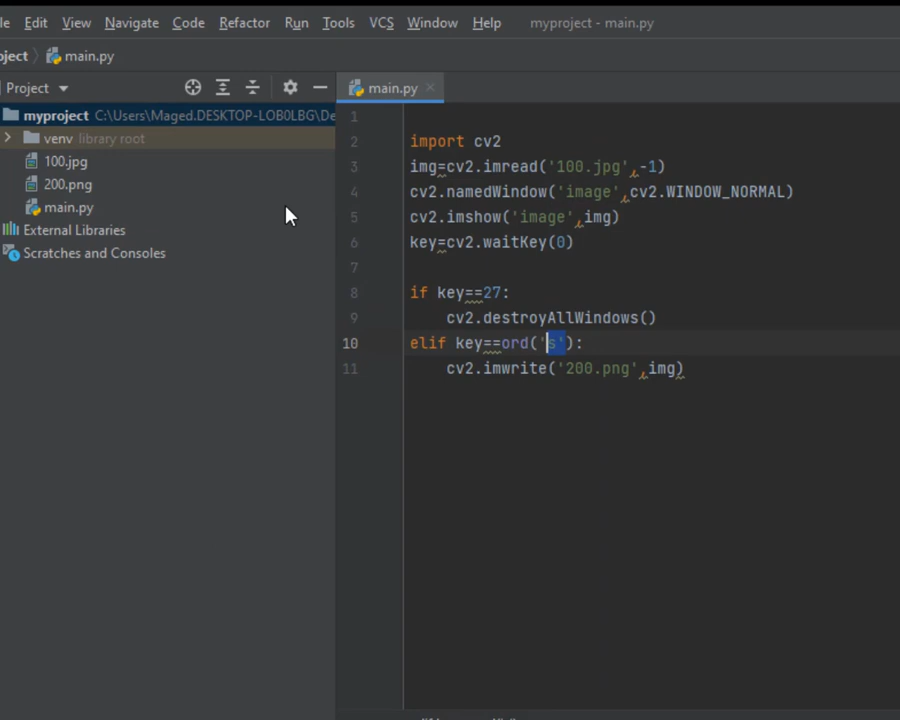 le Edit View Navigate Code Refactor Run Tools VCS Window Help myproject - main.py
oject main.py
Project
main.py
myproject C:\Users\Maged.DESKTOP-LOB0LBG\De
venv library root
100.jpg
200.png
main.py
External Libraries
Scratches and Consoles
1
2 import cv2
3 img=cv2.imread('100.jpg',-1)
4 cv2.namedWindow('image',cv2.WINDOW_NORMAL)
5 cv2.imshow('image',img)
6 key=cv2.waitKey(0)
7
8 if key==27:
9 cv2.destroyAllWindows()
10 elif key==ord('s'):
11 cv2.imwrite('200.png',img)